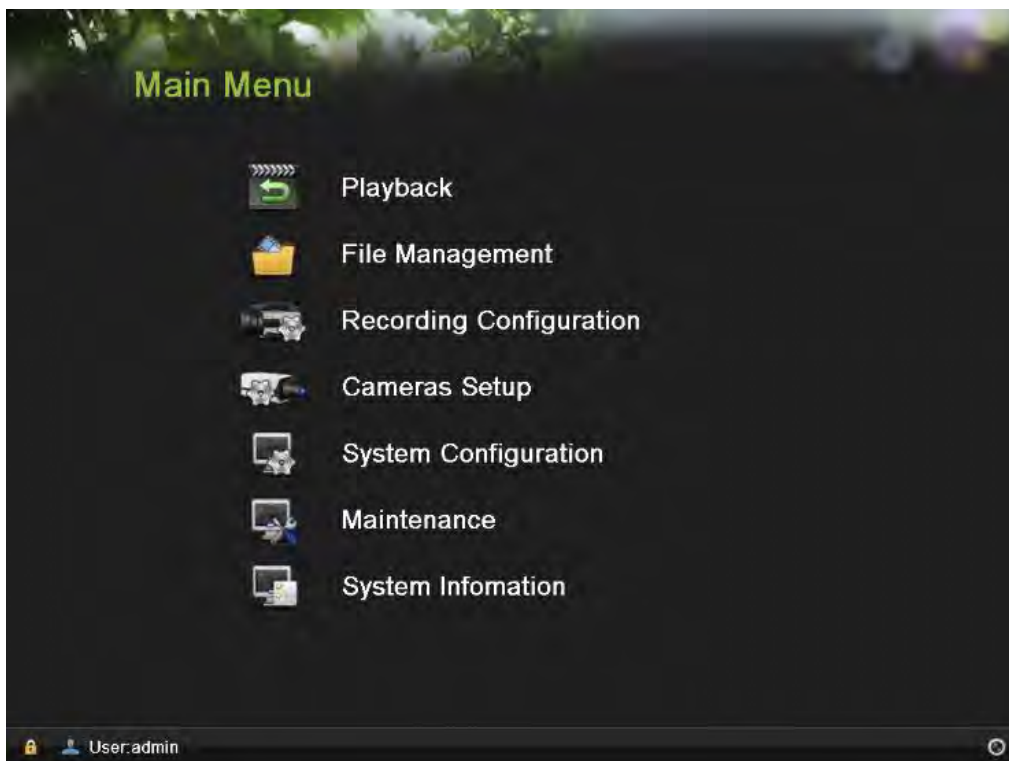 Main Menu
Playback
File Management
Recording Configuration
Cameras Setup
System Configuration
Maintenance
System Infomation
User:admin